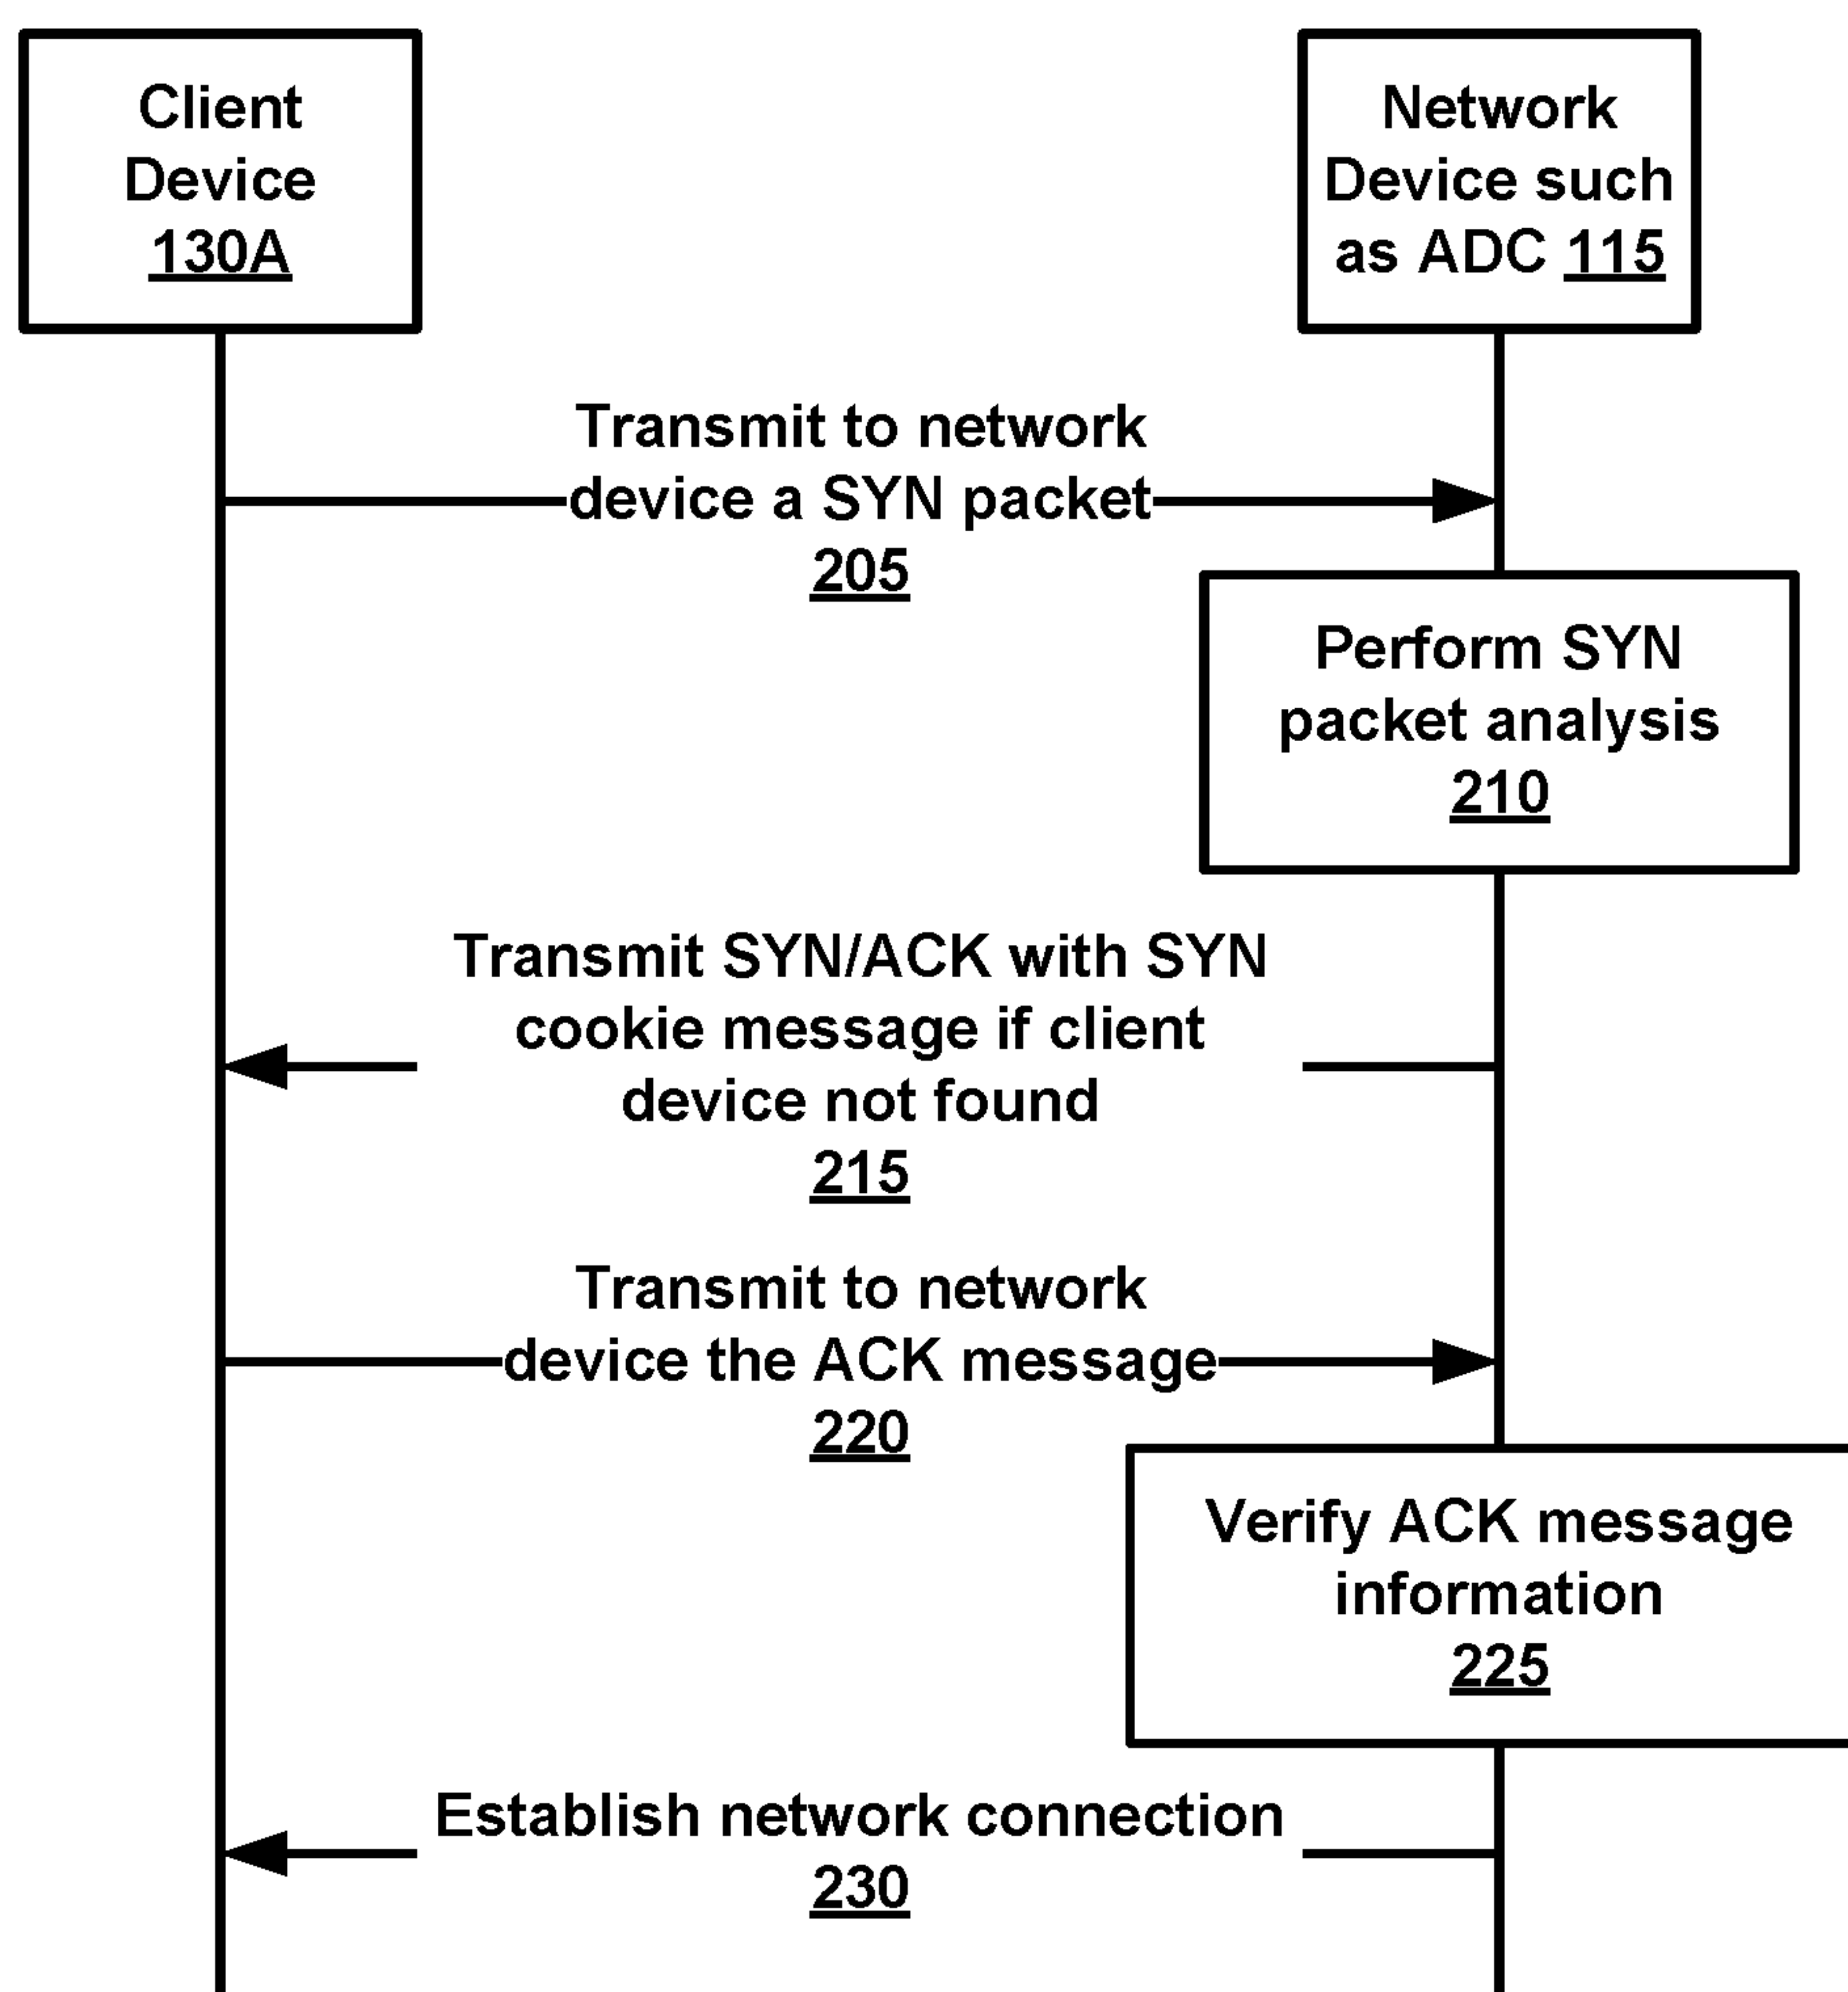 Client
Device
130A
Network
Device such
as ADC 115
Transmit to network
device a SYN packet
205
Perform SYN
packet analysis
210
Transmit SYN/ACK with SYN
cookie message if client
device not found
215
Transmit to network
device the ACK message
220
Verify ACK message
information
225
Establish network connection
230